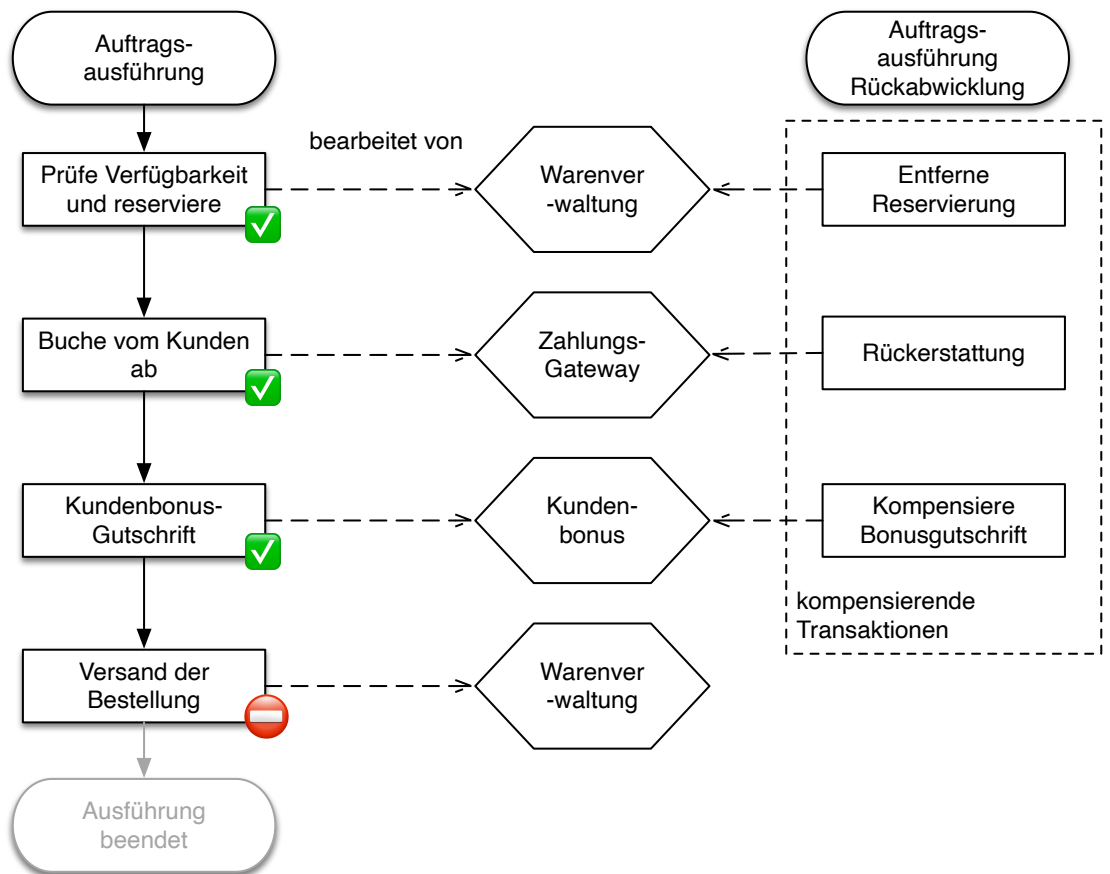 Auftrags-
ausführung
Auftrags-
ausführung
Rückabwicklung
bearbeitet von
Prüfe Verfügbarkeit
und reserviere
Warenver
-waltung
Entferne
Reservierung
Buche vom Kunden
ab
Zahlungs-
Gateway
Rückerstattung
Kundenbonus-
Gutschrift
Kunden-
bonus
Kompensiere
Bonusgutschrift
kompensierende
Transaktionen
Versand der
Bestellung
Warenver
-waltung
Ausführung
beendet